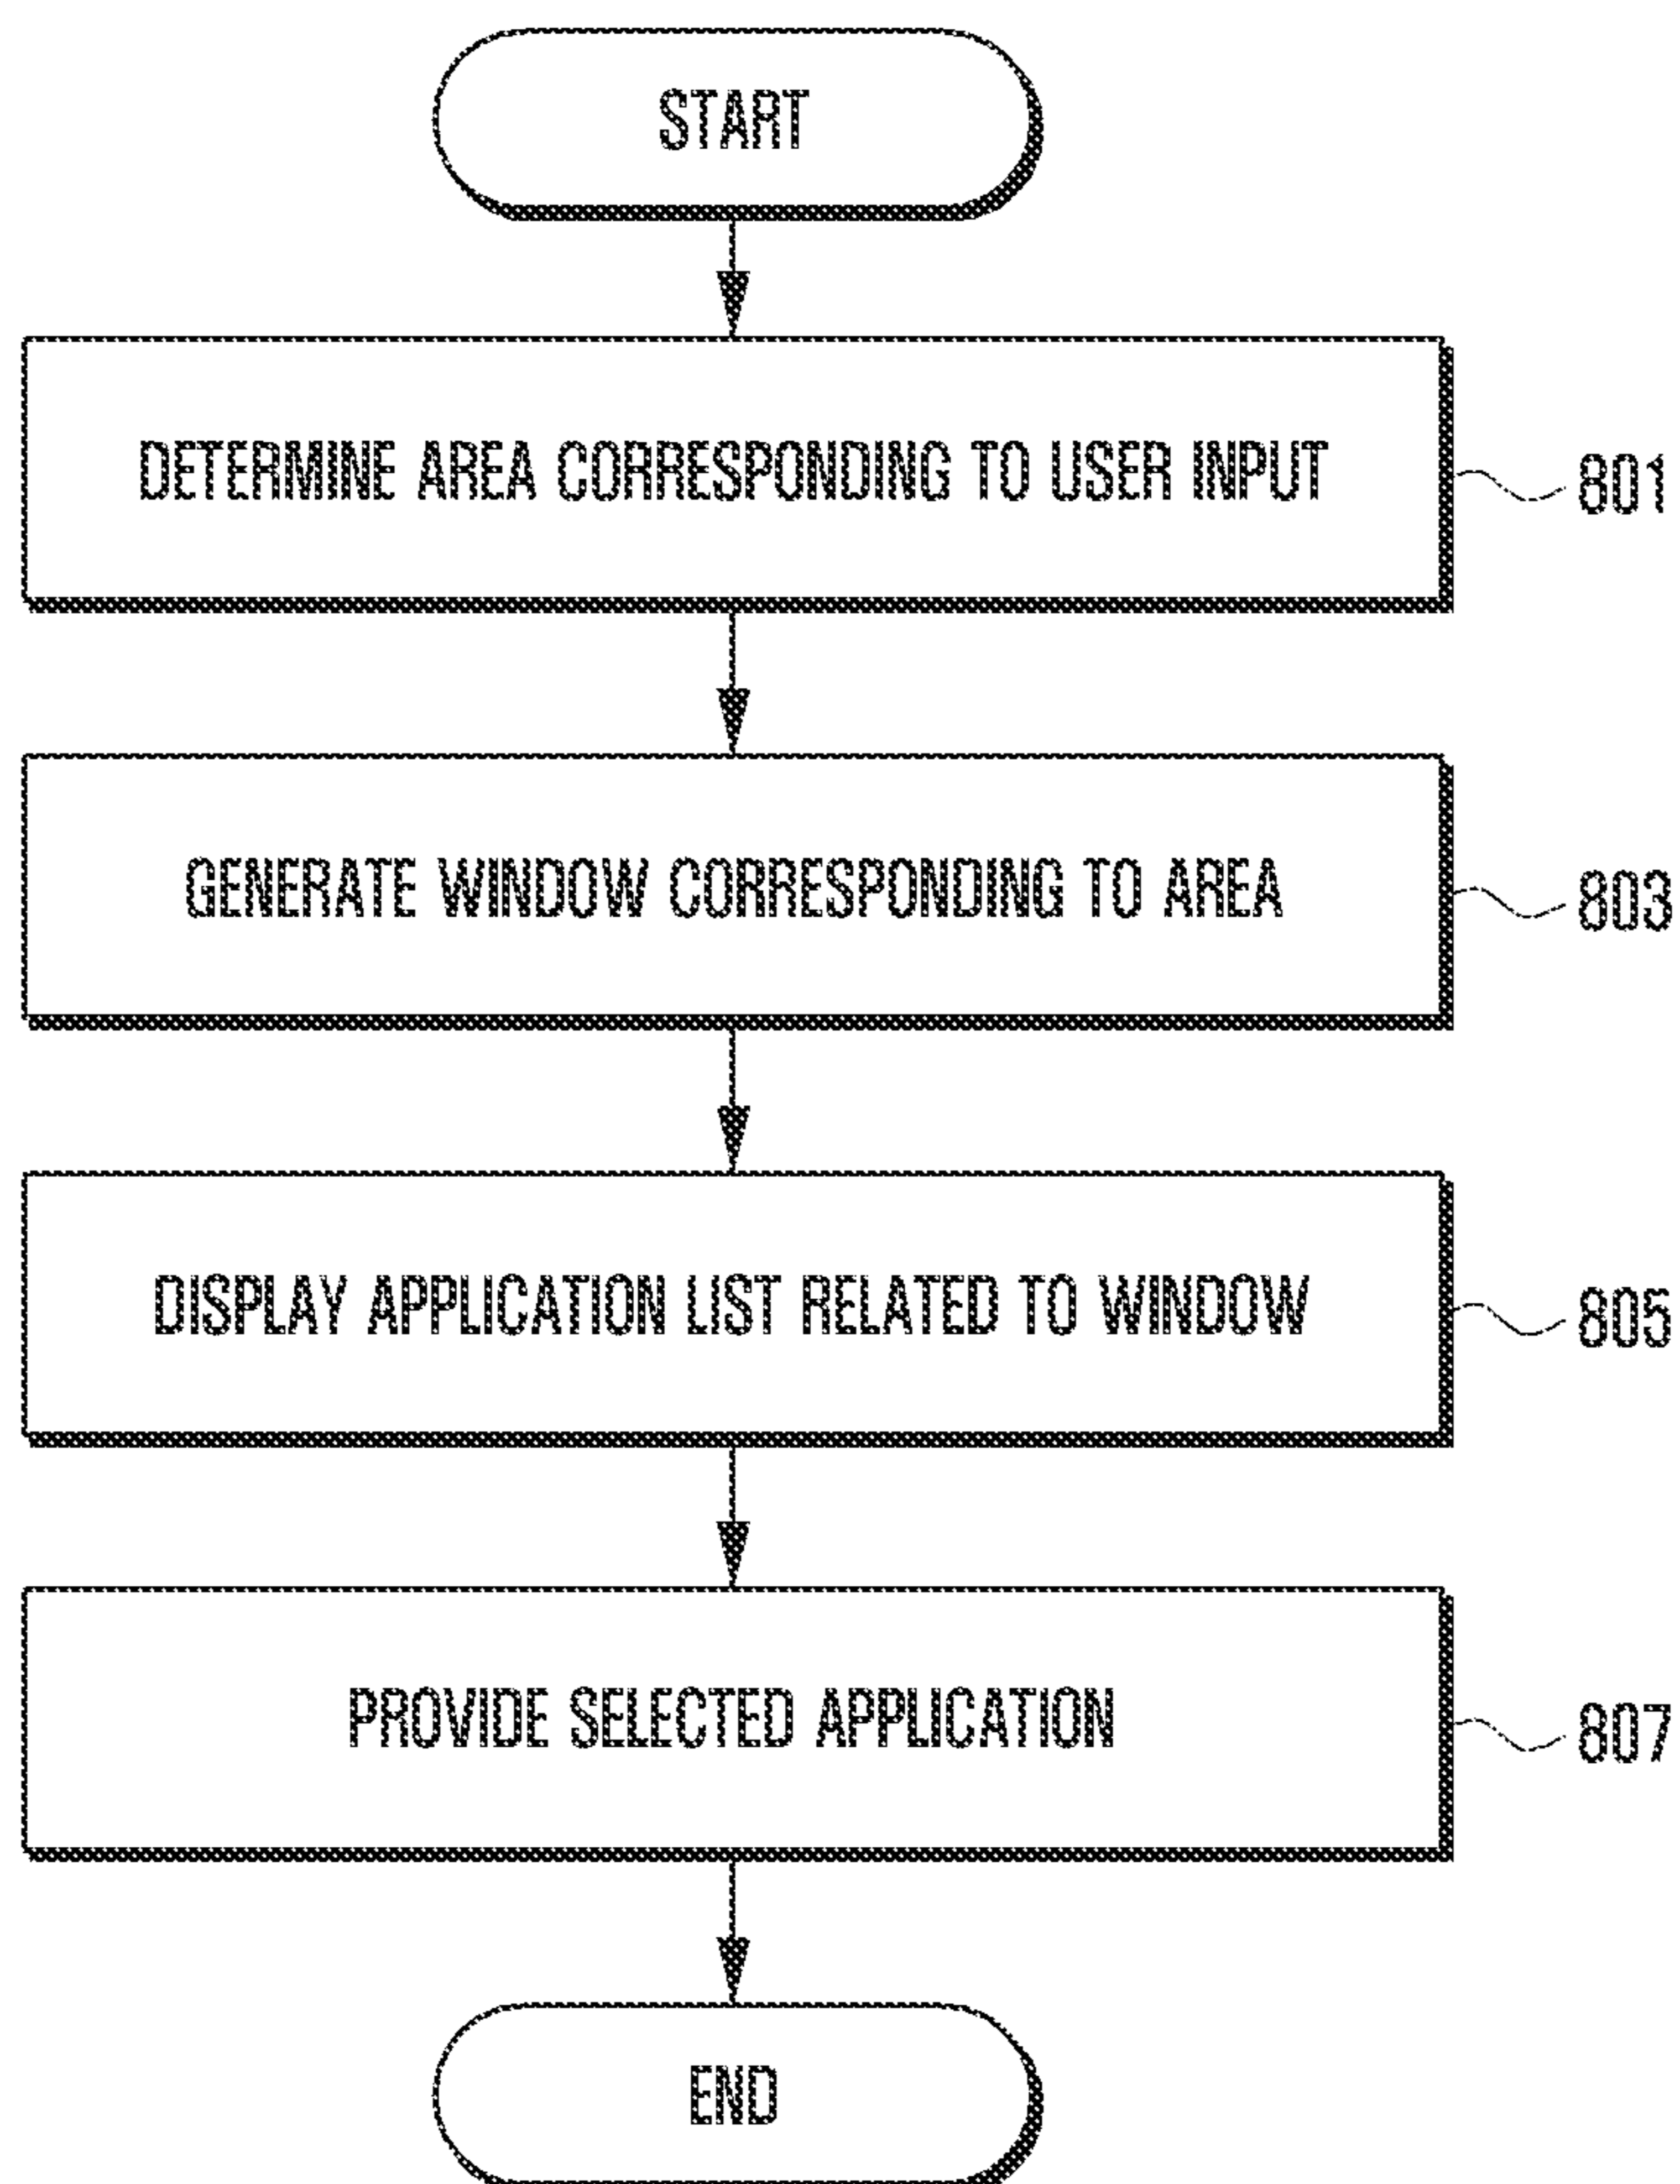 START
DETERMINE AREA CORRESPONDING TO USER INPUT
801
GENERATE WINDOW CORRESPONDING TO AREA
803
DISPLAY APPLICATION LIST RELATED TO WINDOW
805
PROVIDE SELECTED APPLICATION
807
END